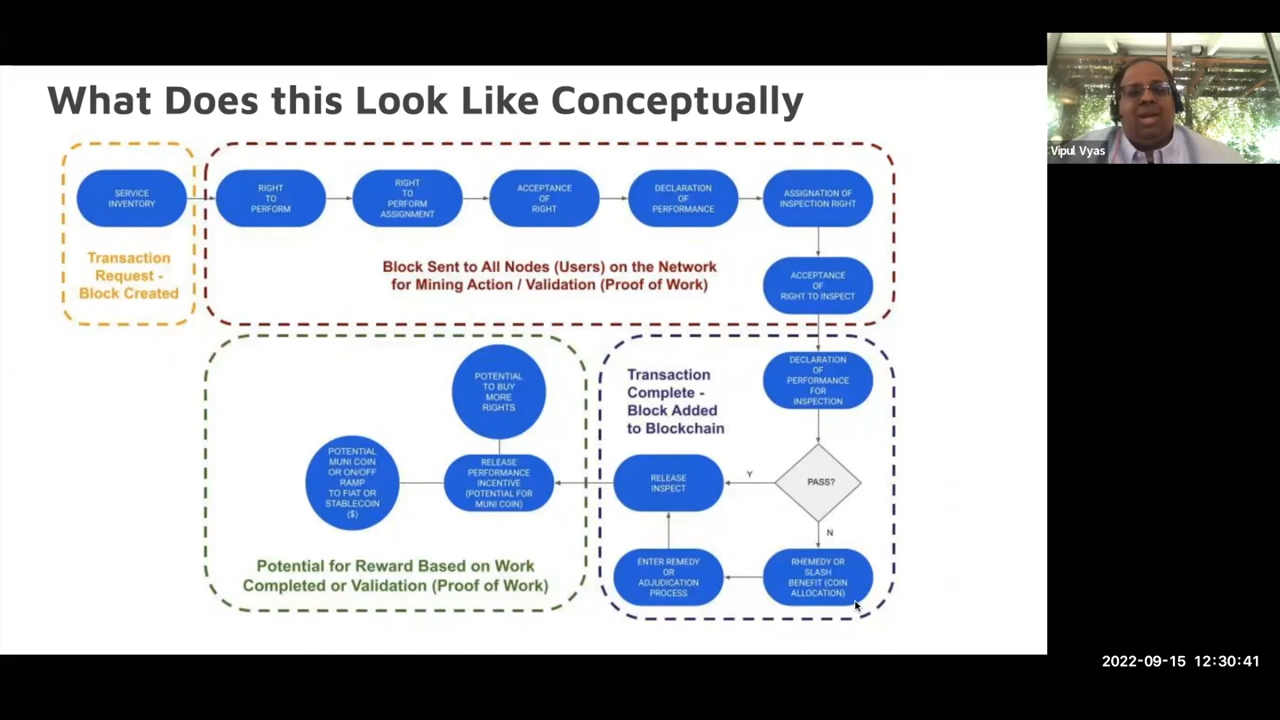 What Does this Look Like Conceptually
Vipul Vyas
SERVICE
INVENTORY
RIGHT
TO
PERFORM
RIGHT
TO
PERFORM
ASSIGNMENT
ACCEPTANCE
OF
RIGHT
DECLARATION
OF
PERFORMANCE
ASSIGNATION OF
INSPECTION RIGHT
Transaction
Request -
Block Created
Block Sent to All Nodes (Users) on the Network
for Mining Action / Validation (Proof of Work)
ACCEPTANCE
OF
RIGHT TO INSPECT
DECLARATION
OF
PERFORMANCE
FOR
INSPECTION
Transaction
Complete -
Block Added
to Blockchain
PASS?
Y
N
RELEASE
INSPECT
RHEMEDY OR
SLASH
BENEFIT (COIN
ALLOCATION)
ENTER REMEDY
OR
ADJUDICATION
PROCESS
POTENTIAL
TO BUY
MORE
RIGHTS
RELEASE
PERFORMANCE
INCENTIVE
(POTENTIAL FOR
MUNI COIN)
POTENTIAL
MUNI COIN
OR ON/OFF
RAMP
TO FIAT OR
STABLECOIN
($)
Potential for Reward Based on Work
Completed or Validation (Proof of Work)
2022-09-15 12:30:41